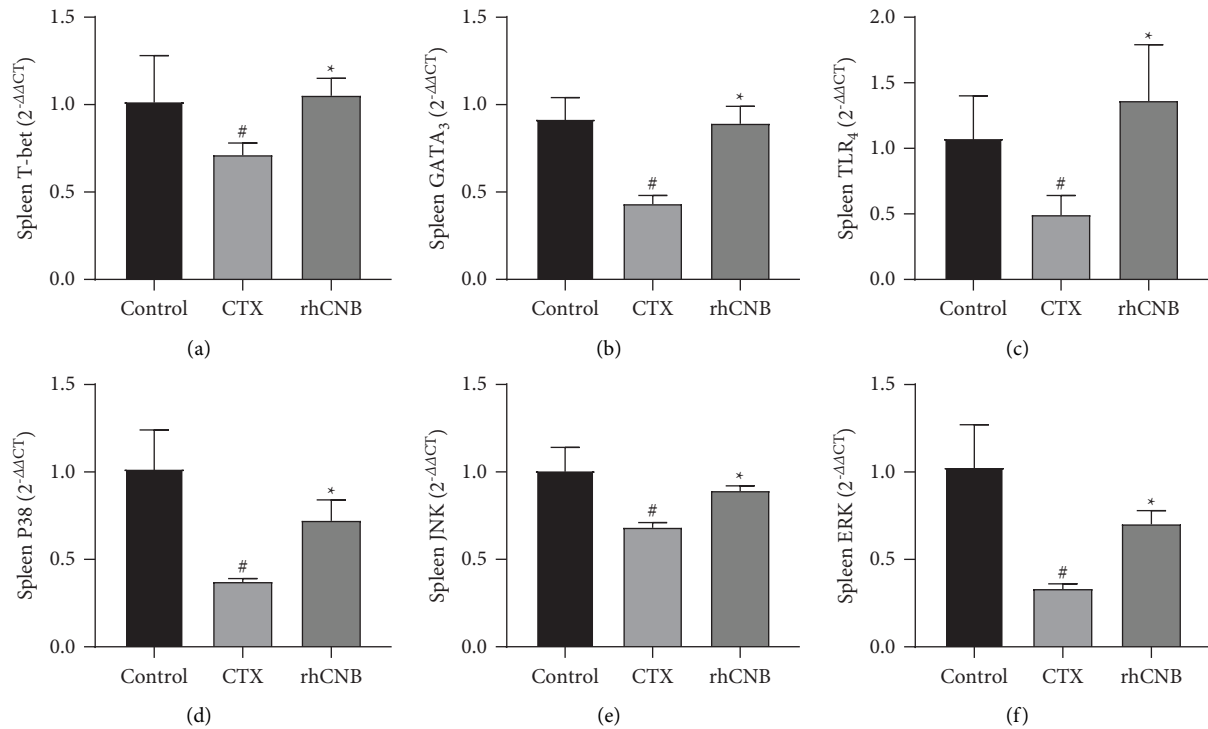 Spleen T-bet (2^-ΔΔCT)
1.5
1.0
0.5
0.0
#
*
Control CTX rhCNB
(a)
Spleen GATA₃ (2^-ΔΔCT)
1.5
1.0
0.5
0.0
#
*
Control CTX rhCNB
(b)
Spleen TLR₄ (2^-ΔΔCT)
2.0
1.5
1.0
0.5
0.0
#
*
Control CTX rhCNB
(c)
Spleen P38 (2^-ΔΔCT)
1.5
1.0
0.5
0.0
#
*
Control CTX rhCNB
(d)
Spleen JNK (2^-ΔΔCT)
1.5
1.0
0.5
0.0
#
*
Control CTX rhCNB
(e)
Spleen ERK (2^-ΔΔCT)
1.5
1.0
0.5
0.0
#
*
Control CTX rhCNB
(f)